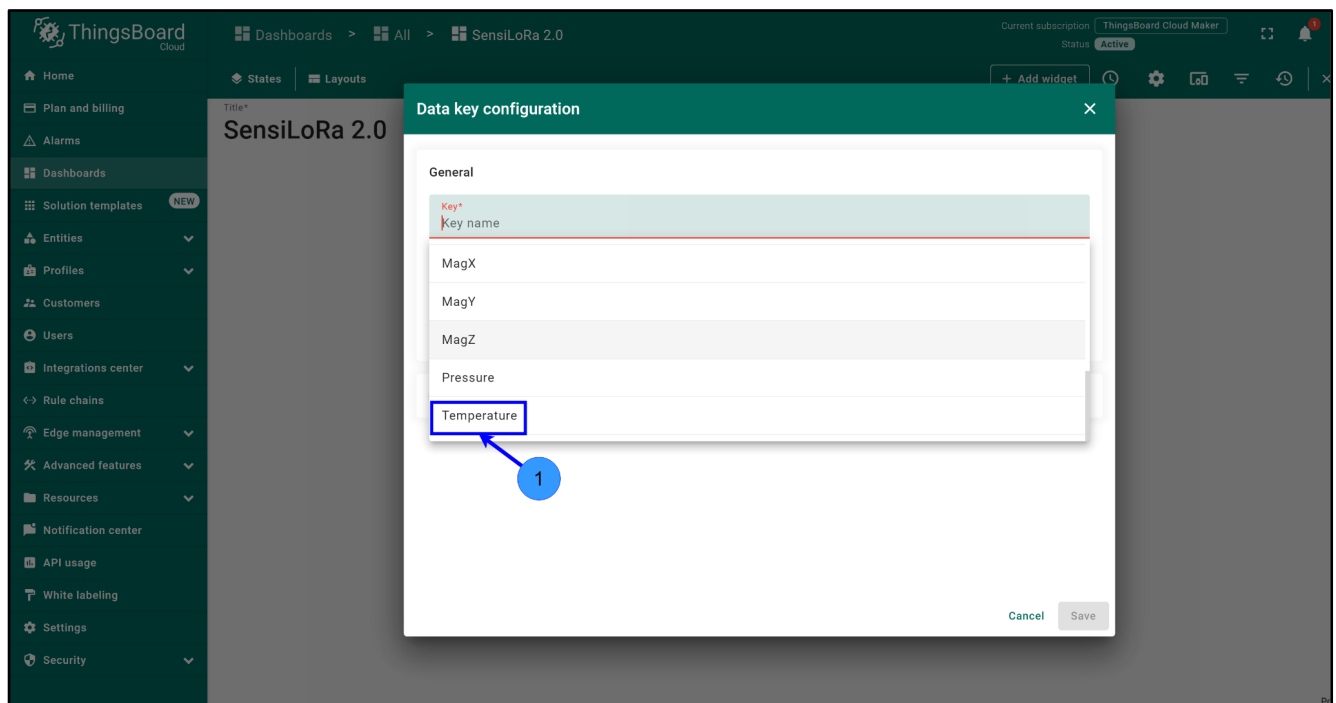 ThingsBoard
Cloud
Dashboards > All > SensiLoRa 2.0
Current subscription ThingsBoard Cloud Maker
Status Active
Home
Plan and billing
Alarms
Dashboards
Solution templates NEW
Entities
Profiles
Customers
Users
Integrations center
Rule chains
Edge management
Advanced features
Resources
Notification center
API usage
White labeling
Settings
Security
States Layouts
+ Add widget
Title*
SensiLoRa 2.0
Data key configuration
General
Key*
Key name
MagX
MagY
MagZ
Pressure
Temperature
1
Cancel Save